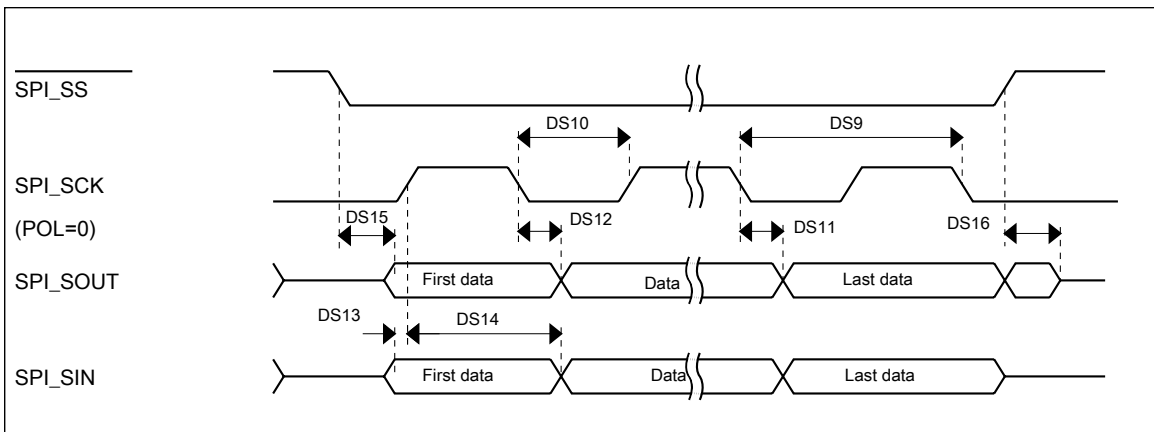 SPI_SS
DS10
DS9
SPI_SCK
(POL=0)
DS15
DS12
DS11
DS16
SPI_SOUT
First data
Data
Last data
DS13
DS14
SPI_SIN
First data
Data
Last data